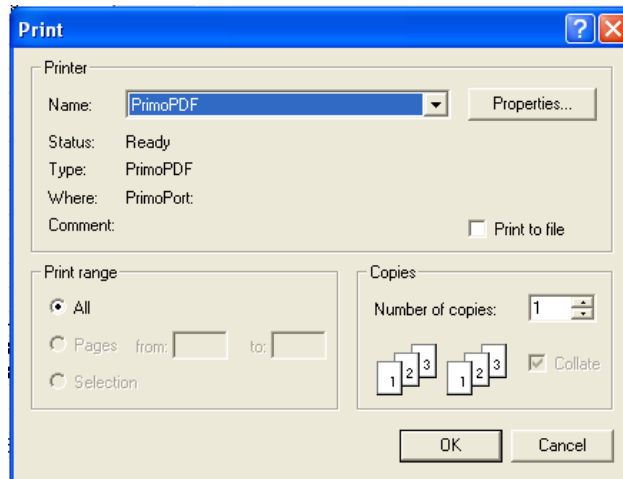 Print
Printer
Name: PrimoPDF Properties...
Status: Ready
Type: PrimoPDF
Where: PrimoPort:
Comment:
Print to file
Print range
All
Pages from: to:
Selection
Copies
Number of copies: 1
1 2 3 1 2 3
Collate
OK Cancel